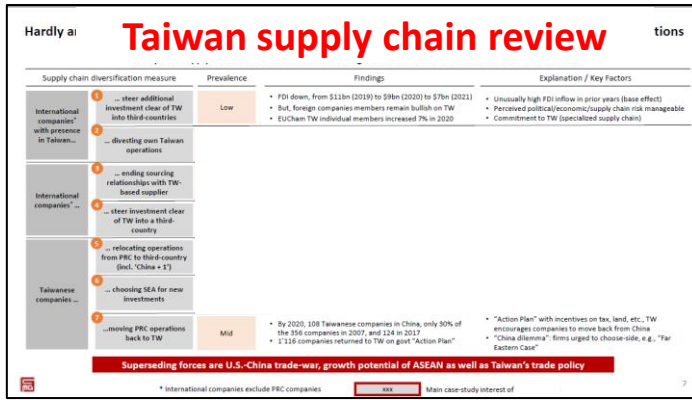 Hardly ar
Taiwan supply chain review
tions
Supply chain diversification measure
Prevalence
Findings
Explanation / Key Factors
International
companies*
with presence
in Taiwan...
1
... steer additional
investment clear of TW
into third-countries
Low
• FDI down, from $11bn (2019) to $9bn (2020) to $7bn (2021)
• But, foreign companies members remain bullish on TW
• EUCham TW individual members increased 7% in 2020
• Unusually high FDI inflow in prior years (base effect)
• Perceived political/economic/supply chain risk manageable
• Commitment to TW (specialized supply chain)
2
... divesting own Taiwan
operations
International
companies* ...
3
... ending sourcing
relationships with TW-
based supplier
4
... steer investment clear
of TW into a third-
country
Taiwanese
companies ...
5
... relocating operations
from PRC to third-country
(incl. 'China + 1')
6
... choosing SEA for new
investments
7
...moving PRC operations
back to TW
Mid
• By 2020, 108 Taiwanese companies in China, only 30% of
the 356 companies in 2007, and 124 in 2017
• 1'116 companies returned to TW on govt "Action Plan"
• "Action Plan" with incentives on tax, land, etc., TW
encourages companies to move back from China
• "China dilemma": firms urged to choose-side, e.g., "Far
Eastern Case"
Superseding forces are U.S.-China trade-war, growth potential of ASEAN as well as Taiwan's trade policy
* International companies exclude PRC companies
xxx
Main case-study interest of
7